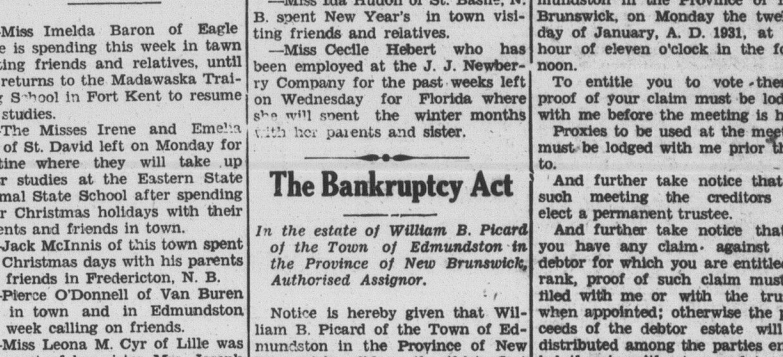 -Miss Imelda Baron of Eagle
e is spending this week in tawn
ting friends and relatives, until
returns to the Madawaska Trai-
g School in Fort Kent to resume
studies.
-The Misses Irene and Emelia
of St. David left on Monday for
tine where they will take up
r studies at the Eastern State
mal State School after spending
r Christmas holidays with their
ents and friends in town.
-Jack McInnis of this town spent
Christmas days with his parents
friends in Fredericton, N. B.
-Pierce O'Donnell of Van Buren
in town and in Edmundston
week calling on friends.
-Miss Leona M. Cyr of Lille was
—Miss Ida Hudon of St. Basile, N.
B. spent New Year's in town visi-
ting friends and relatives.
—Miss Cecile Hebert who has
been employed at the J. J. Newber-
ry Company for the past weeks left
on Wednesday for Florida where
she will spent the winter months
with her parents and sister.
The Bankruptcy Act
In the estate of William B. Picard
of the Town of Edmundston in
the Province of New Brunswick,
Authorised Assignor.
Notice is hereby given that Wil-
liam B. Picard of the Town of Ed-
mundston in the Province of New
mundston in the Province of
Brunswick, on Monday the twe
day of January, A. D. 1931, at
hour of eleven o'clock in the fo
noon.
To entitle you to vote the
proof of your claim must be lod
with me before the meeting is h
Proxies to be used at the meet
must be lodged with me prior th
to.
And further take notice that
such meeting the creditors
elect a permanent trustee.
And further take notice that
you have any claim against
debtor for which you are entitled
rank, proof of such claim must
filed with me or with the tru
when appointed; otherwise the p
ceeds of the debtor estate will
distributed among the parties en